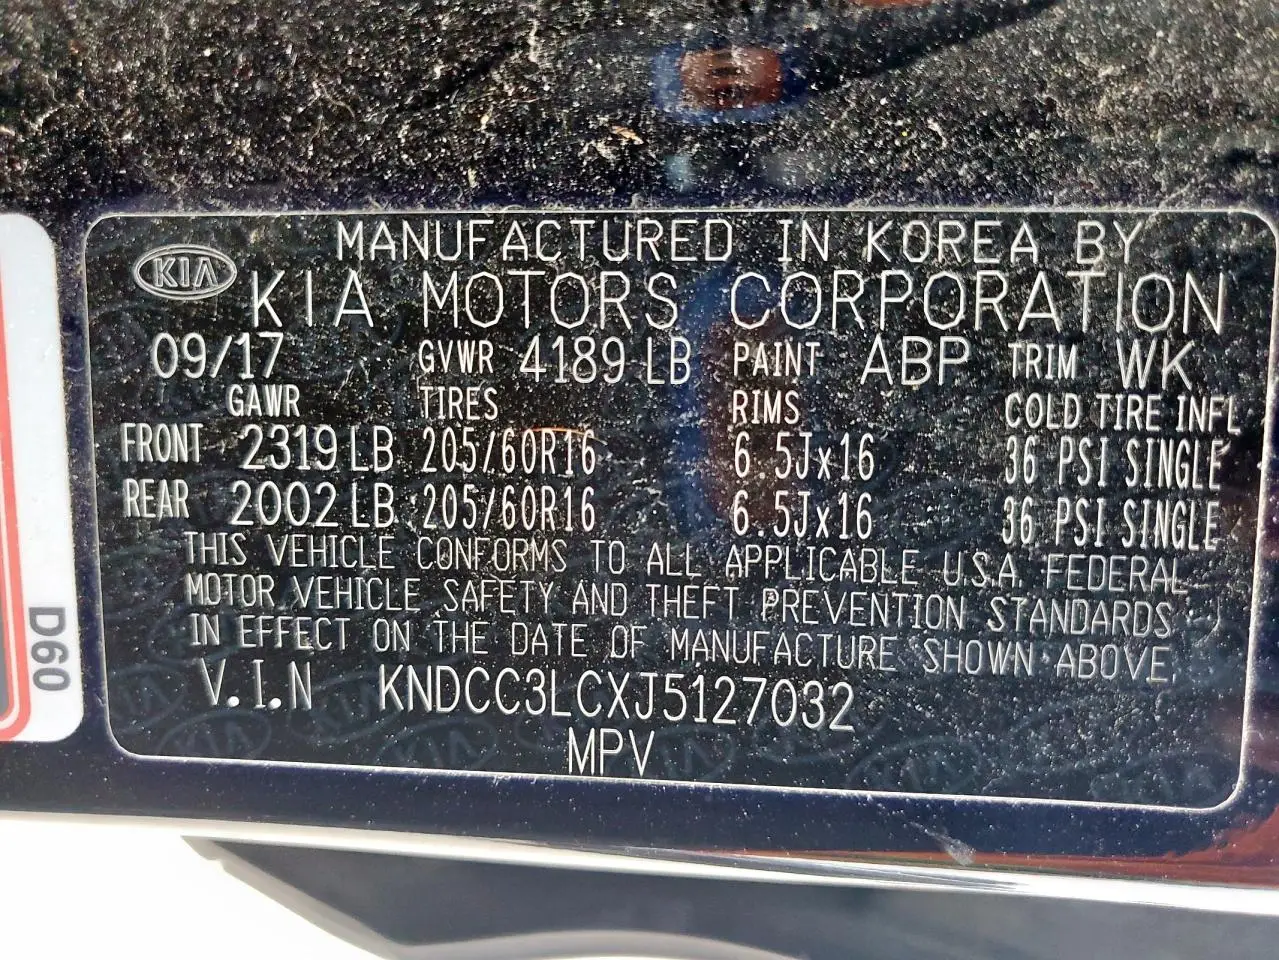 MANUFACTURED IN KOREA BY
KIA KIA MOTORS CORPORATION
09/17 GVWR 4189 LB PAINT ABP TRIM WK
GAWR TIRES RIMS COLD TIRE INFL
FRONT 2319 LB 205/60R16 6.5Jx16 36 PSI SINGLE
REAR 2002 LB 205/60R16 6.5Jx16 36 PSI SINGLE
THIS VEHICLE CONFORMS TO ALL APPLICABLE U.S.A. FEDERAL
MOTOR VEHICLE SAFETY AND THEFT PREVENTION STANDARDS
IN EFFECT ON THE DATE OF MANUFACTURE SHOWN ABOVE.
V.I.N KNDCC3LCXJ5127032
MPV
D60